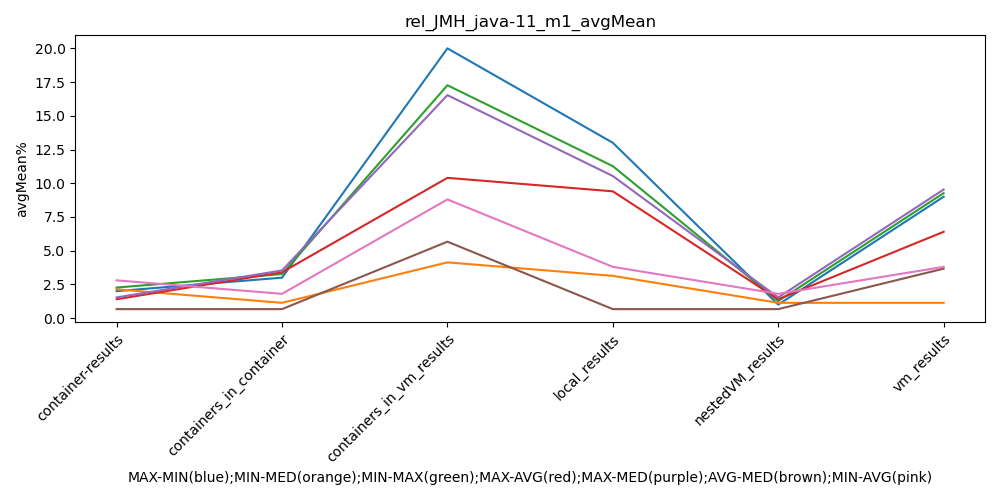 rel_JMH_java-11_m1_avgMean
20.0
17.5
15.0
12.5
10.0
7.5
5.0
2.5
0.0
avgMean%
container-results
containers_in_container
containers_in_vm_results
local_results
nestedVM_results
vm_results
MAX-MIN(blue);MIN-MED(orange);MIN-MAX(green);MAX-AVG(red);MAX-MED(purple);AVG-MED(brown);MIN-AVG(pink)